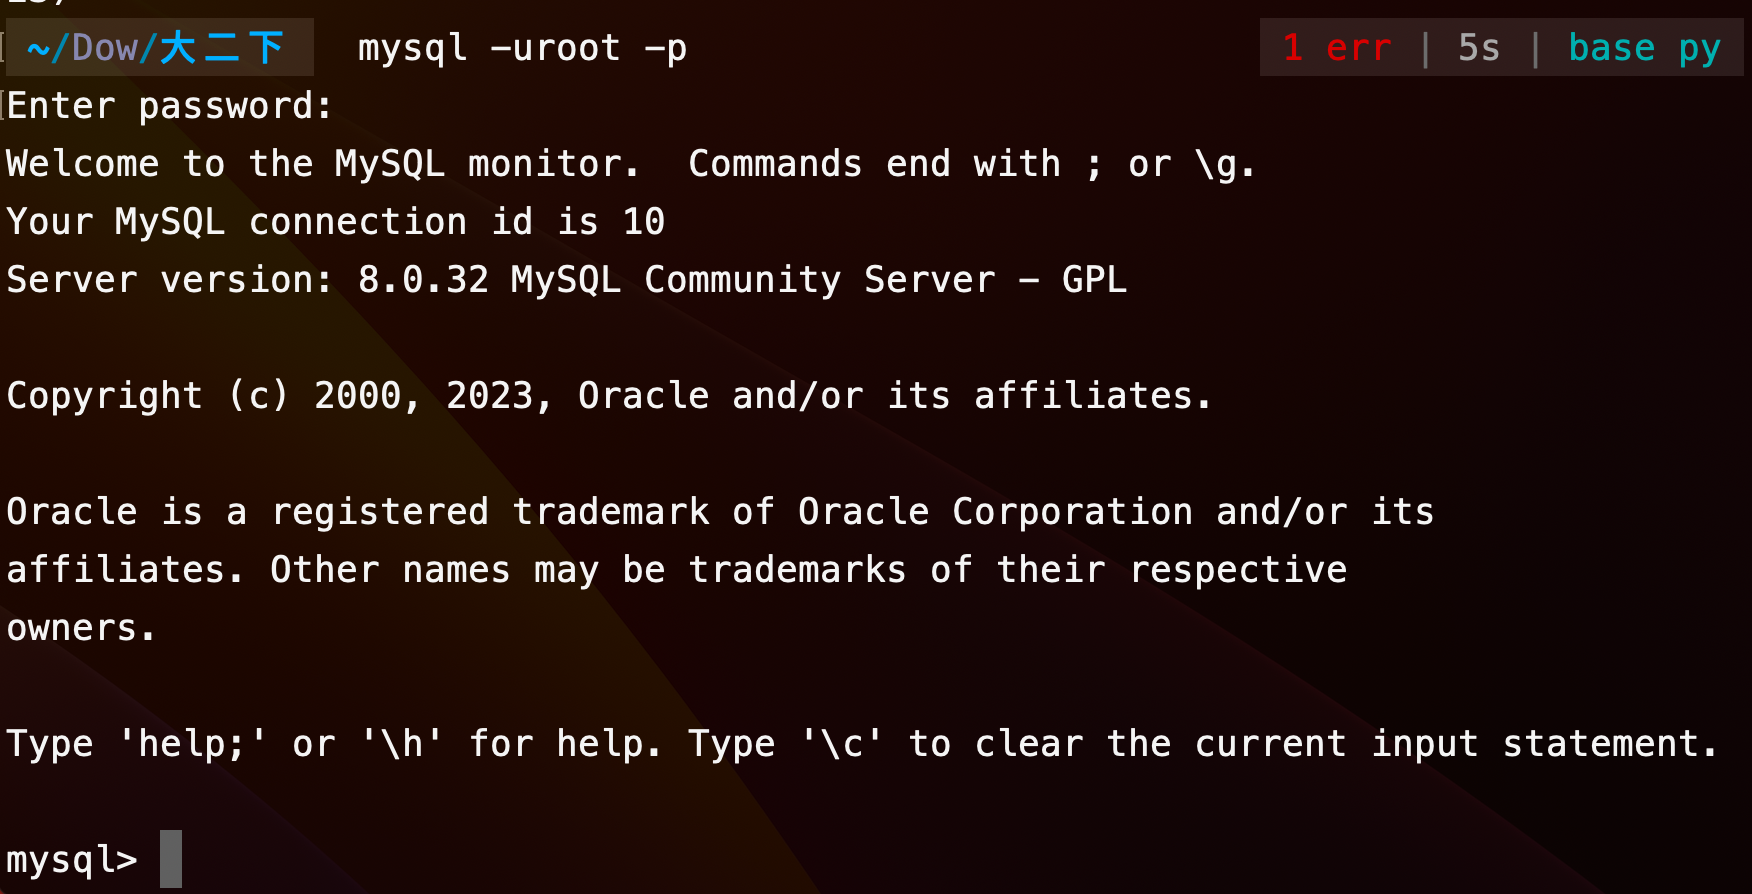 ~/Dow/大二下 mysql -uroot -p 1 err | 5s | base py
Enter password:
Welcome to the MySQL monitor.  Commands end with ; or \g.
Your MySQL connection id is 10
Server version: 8.0.32 MySQL Community Server - GPL
Copyright (c) 2000, 2023, Oracle and/or its affiliates.
Oracle is a registered trademark of Oracle Corporation and/or its
affiliates. Other names may be trademarks of their respective
owners.
Type 'help;' or '\h' for help. Type '\c' to clear the current input statement.
mysql>